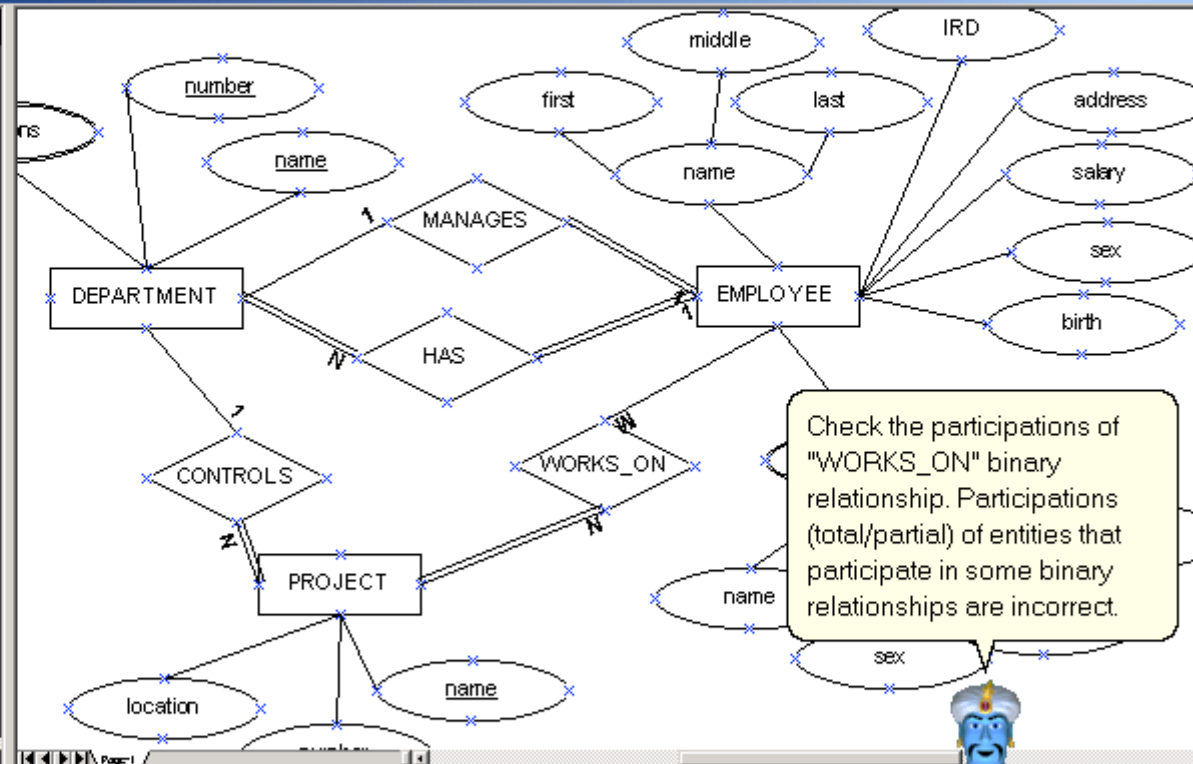 middle
IRD
number
first
last
address
ns
name
name
salary
1
MANAGES
sex
DEPARTMENT
EMPLOYEE
birth
1
N
HAS
1
CONTROLS
WORKS_ON
N
N
PROJECT
name
sex
name
location
number
Check the participations of
"WORKS_ON" binary
relationship. Participations
(total/partial) of entities that
participate in some binary
relationships are incorrect.